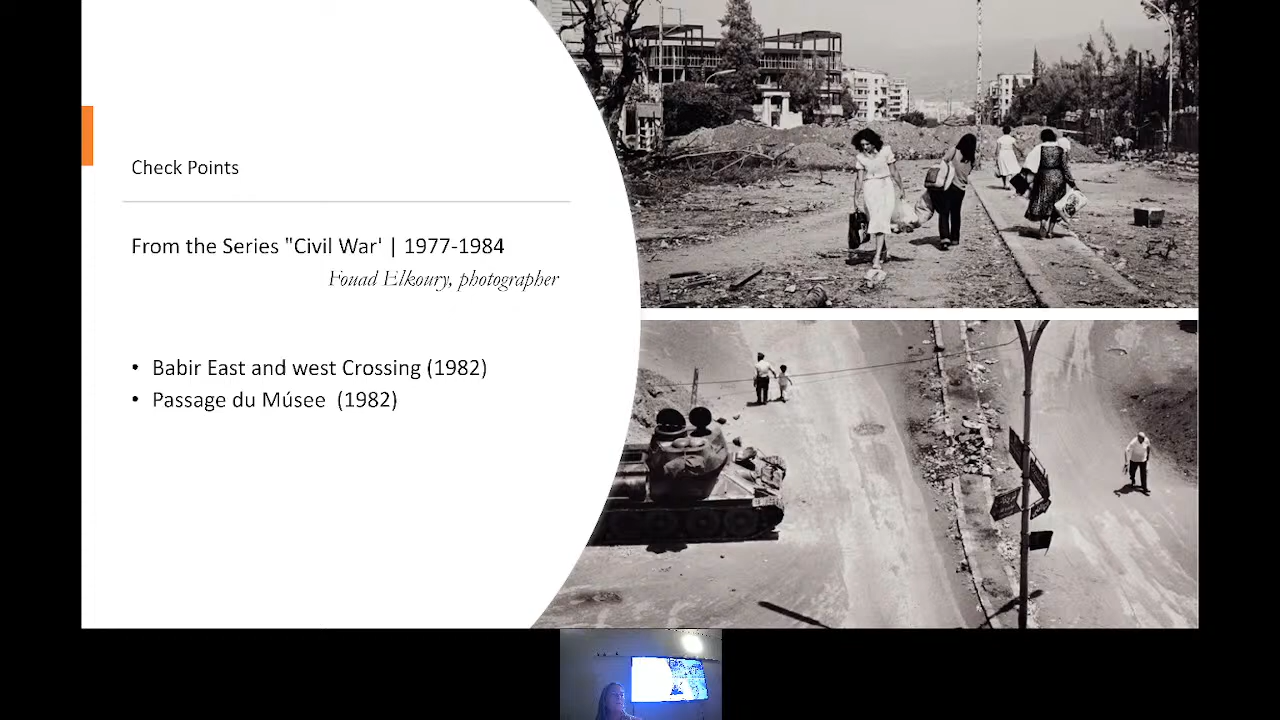 Check Points
From the Series "Civil War' | 1977-1984
Fouad Elkoury, photographer
• Babir East and west Crossing (1982)
• Passage du Músee (1982)